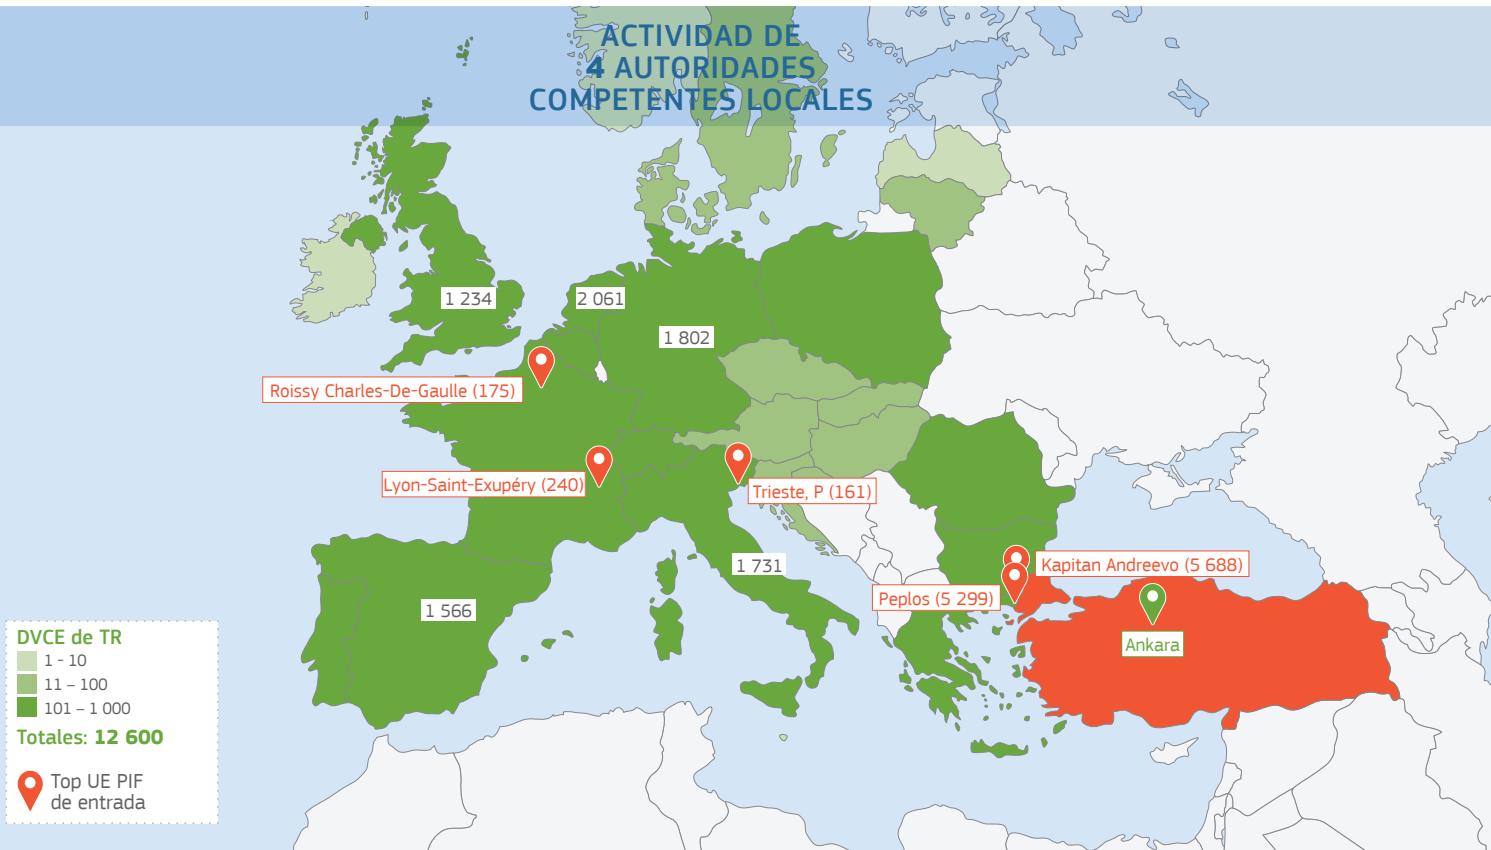 ACTIVIDAD DE
4 AUTORIDADES
COMPETENTES LOCALES
1 234
2 061
1 802
Roissy Charles-De-Gaulle (175)
Lyon-Saint-Exupéry (240)
Trieste, P (161)
1 731
Kapitan Andreevo (5 688)
Peplos (5 299)
1 566
Ankara
DVCE de TR
1 - 10
11 – 100
101 – 1 000
Totales: 12 600
Top UE PIF
de entrada